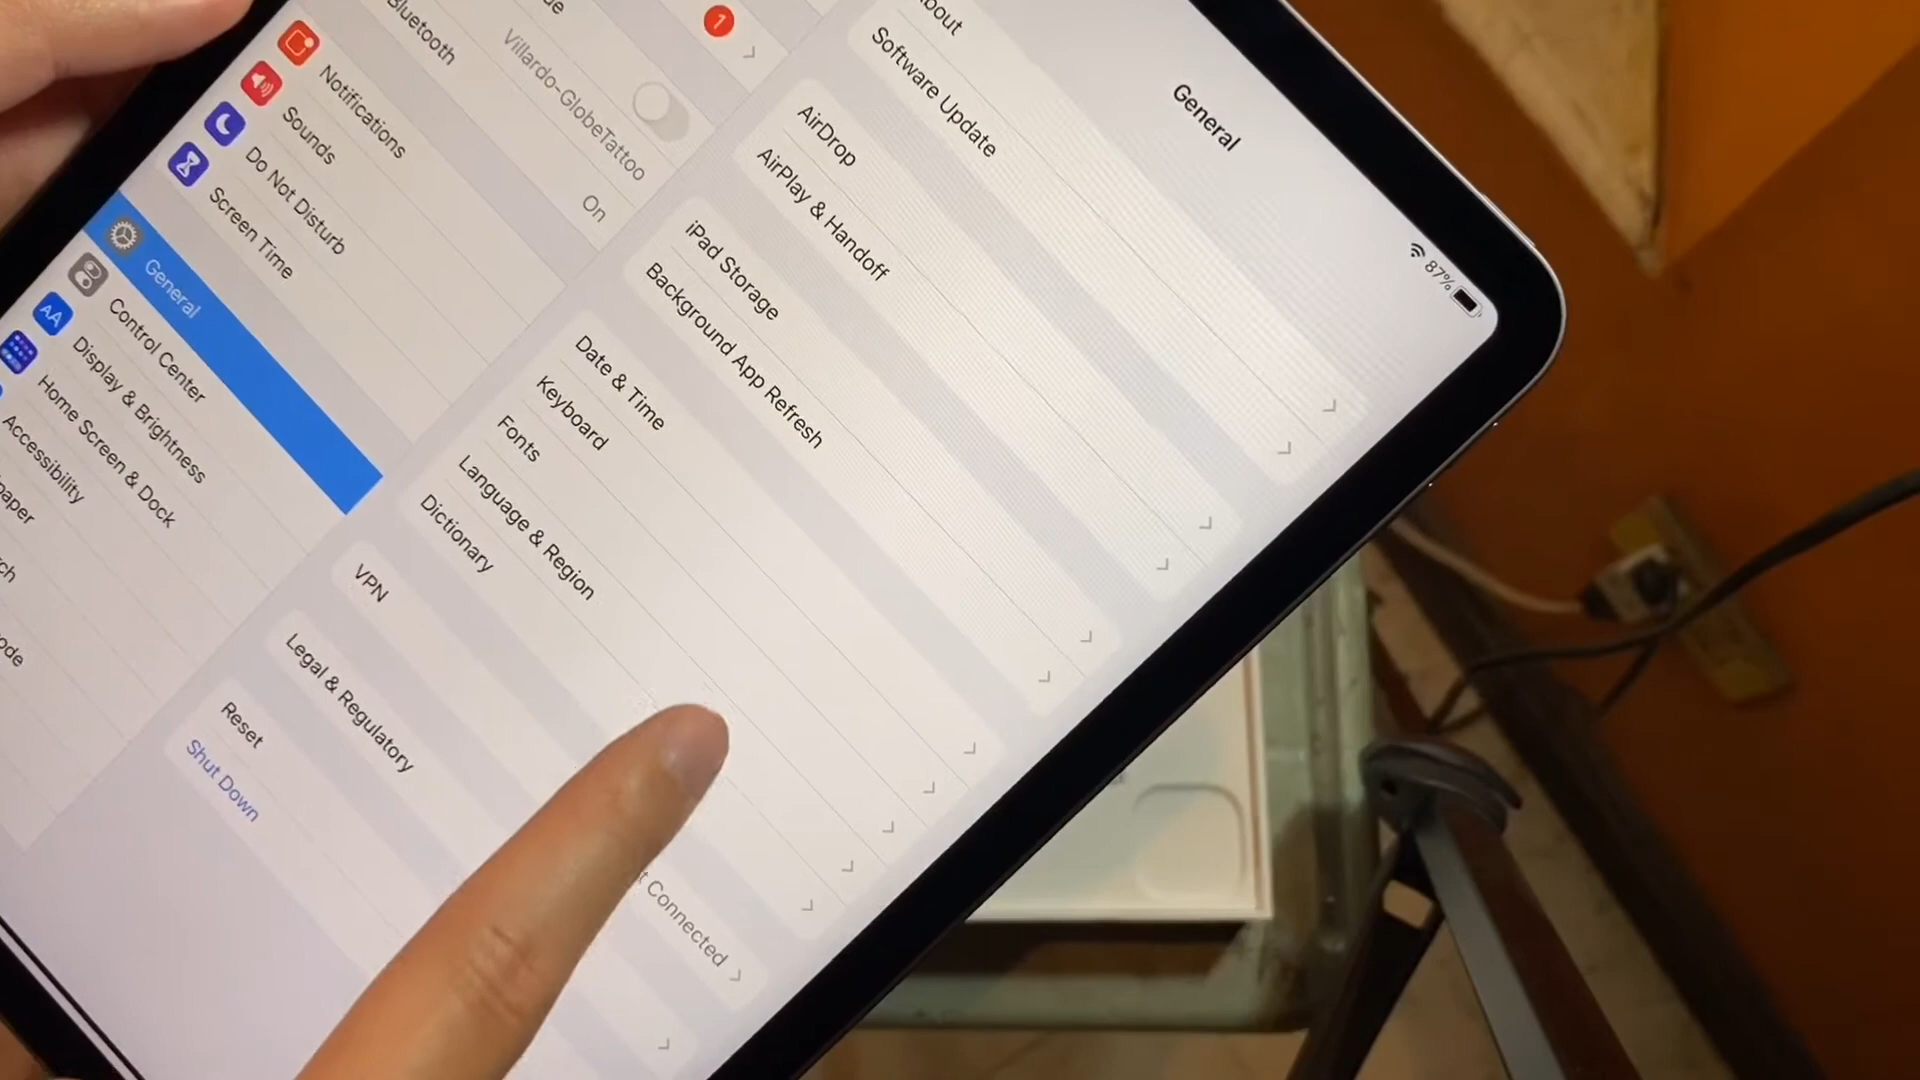 Villardo-GlobeTattoo
Bluetooth
On
1
Notifications
Sounds
Do Not Disturb
Screen Time
General
Control Center
AA
Display & Brightness
Home Screen & Dock
Accessibility
General
87%
Software Update
AirDrop
AirPlay & Handoff
iPad Storage
Background App Refresh
Date & Time
Keyboard
Fonts
Language & Region
Dictionary
VPN
Connected
Legal & Regulatory
Reset
Shut Down